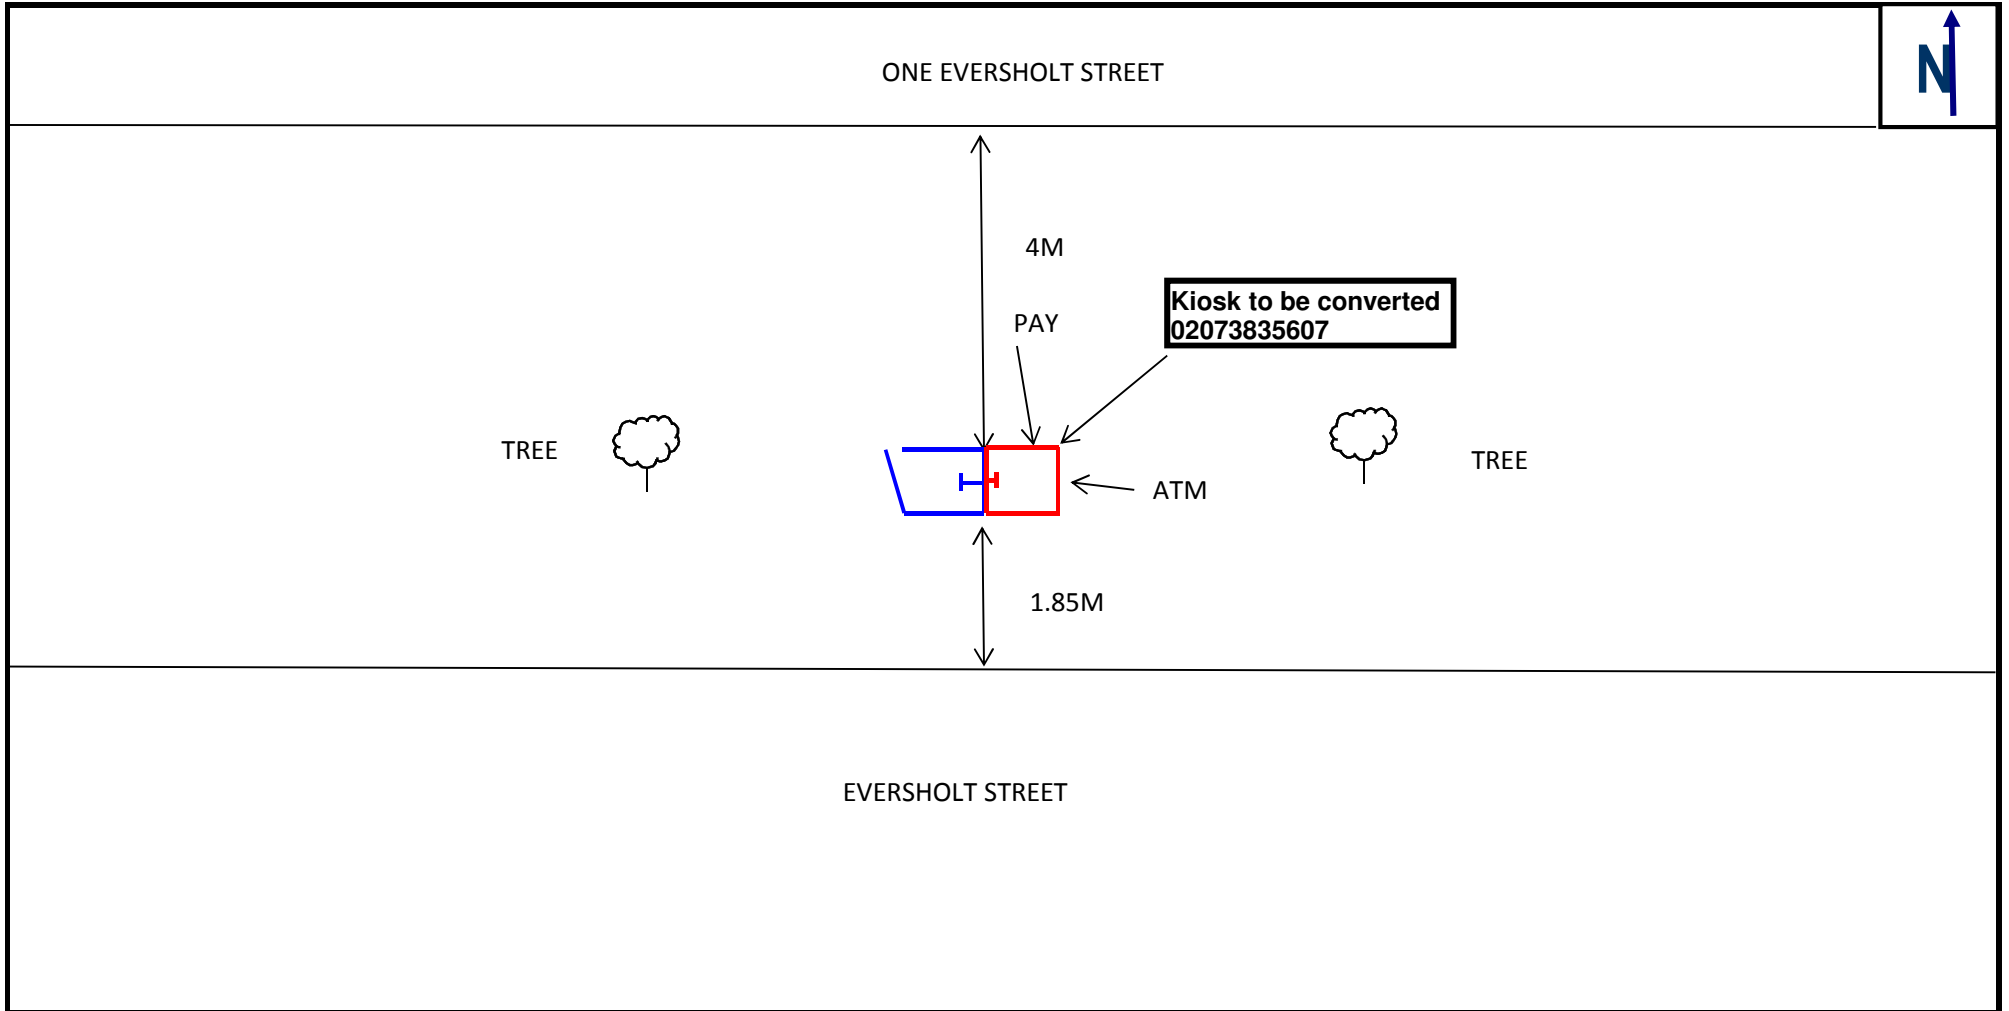 ONE EVERSHOLT STREET
N
4M
Kiosk to be converted
02073835607
PAY
TREE
TREE
ATM
1.85M
EVERSHOLT STREET